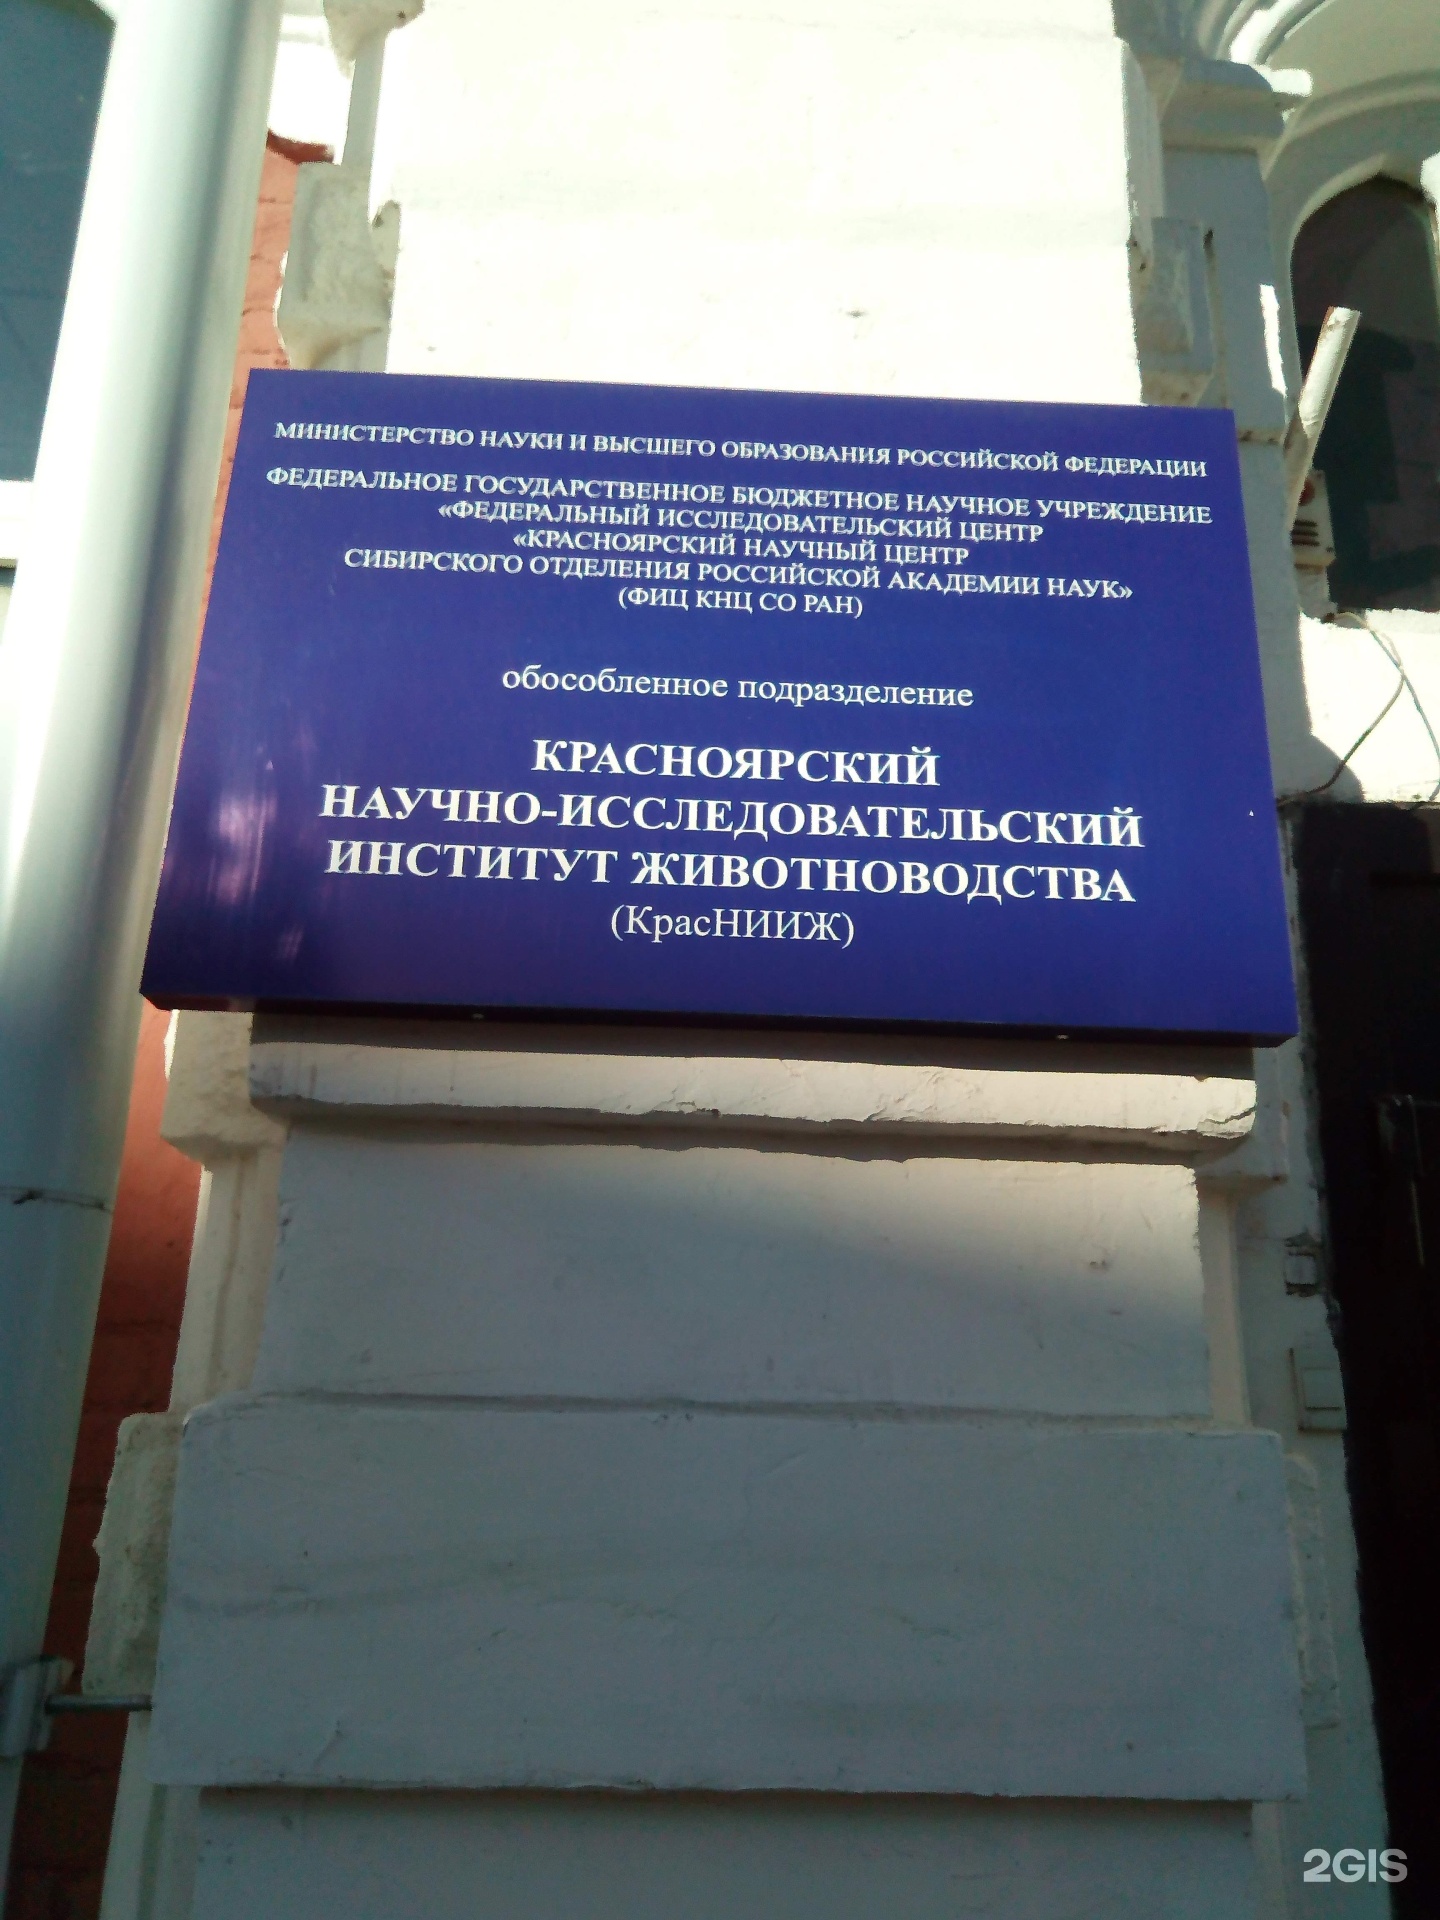 МИНИСТЕРСТВО НАУКИ И ВЫСШЕГО ОБРАЗОВАНИЯ РОССИЙСКОЙ ФЕДЕРАЦИИ
ФЕДЕРАЛЬНОЕ ГОСУДАРСТВЕННОЕ БЮДЖЕТНОЕ НАУЧНОЕ УЧРЕЖДЕНИЕ
«ФЕДЕРАЛЬНЫЙ ИССЛЕДОВАТЕЛЬСКИЙ ЦЕНТР
«КРАСНОЯРСКИЙ НАУЧНЫЙ ЦЕНТР
СИБИРСКОГО ОТДЕЛЕНИЯ РОССИЙСКОЙ АКАДЕМИИ НАУК»
(ФИЦ КНЦ СО РАН)
обособленное подразделение
КРАСНОЯРСКИЙ
НАУЧНО-ИССЛЕДОВАТЕЛЬСКИЙ
ИНСТИТУТ ЖИВОТНОВОДСТВА
(КрасНИИЖ)
2GIS